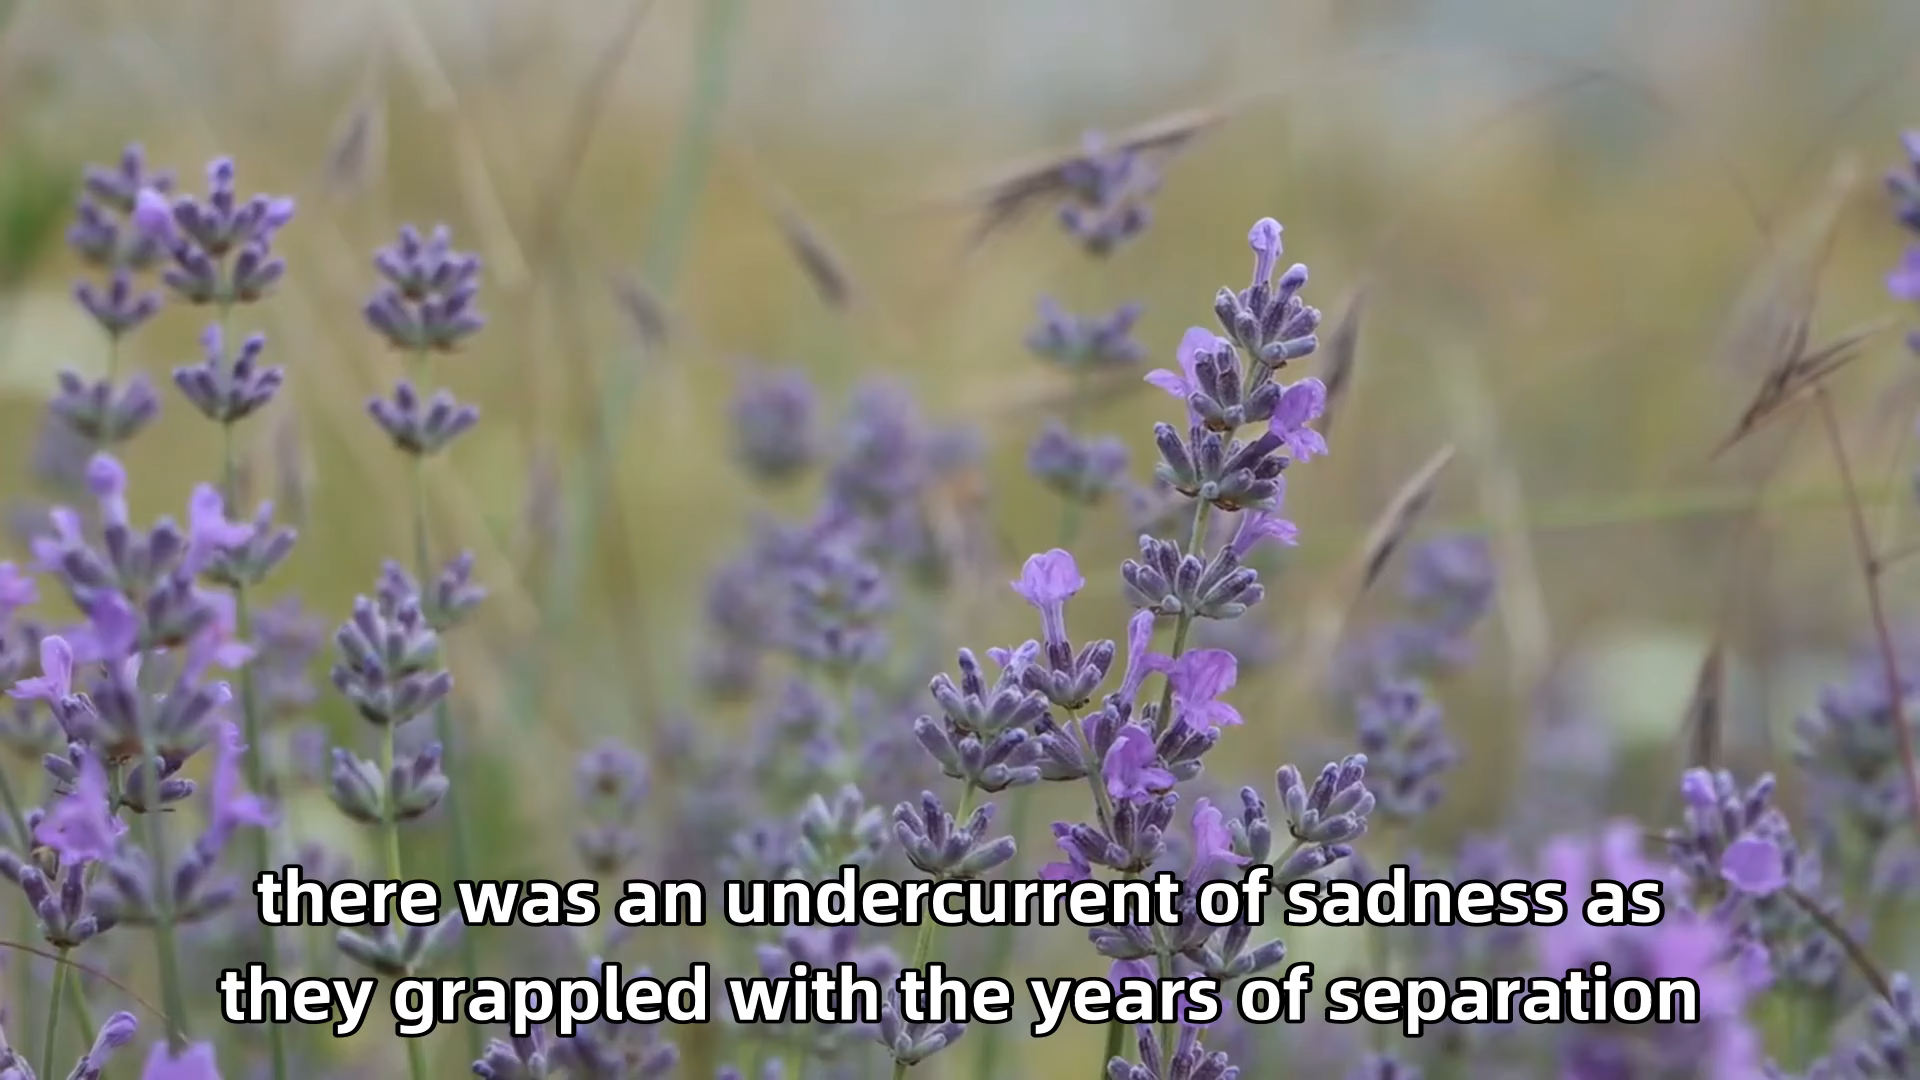 there was an undercurrent of sadness as
they grappled with the years of separation